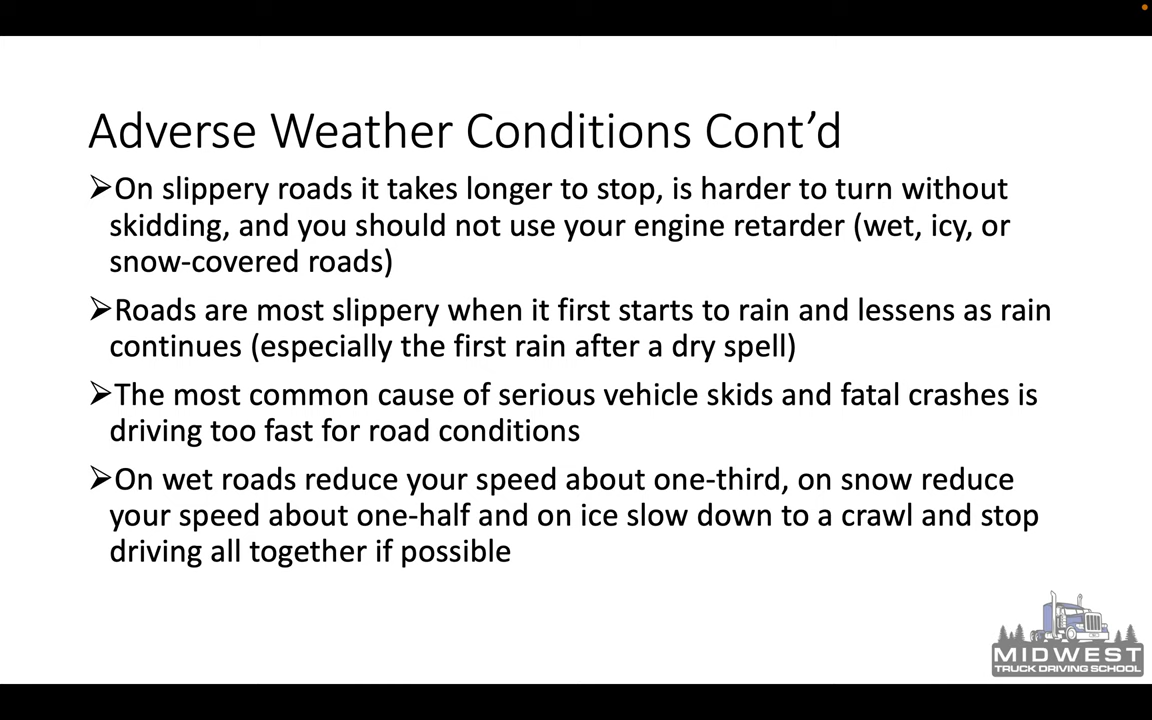 Adverse Weather Conditions Cont’d
➢On slippery roads it takes longer to stop, is harder to turn without
skidding, and you should not use your engine retarder (wet, icy, or
snow-covered roads)
➢Roads are most slippery when it first starts to rain and lessens as rain
continues (especially the first rain after a dry spell)
➢The most common cause of serious vehicle skids and fatal crashes is
driving too fast for road conditions
➢On wet roads reduce your speed about one-third, on snow reduce
your speed about one-half and on ice slow down to a crawl and stop
driving all together if possible
MIDWEST
TRUCK DRIVING SCHOOL